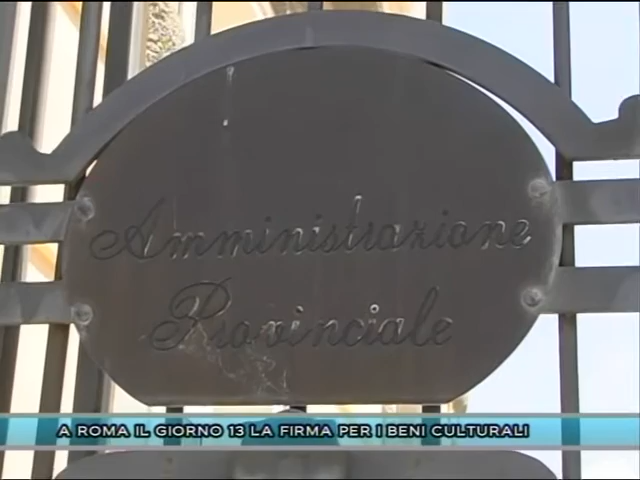 Amministrazione
Provinciale
A ROMA IL GIORNO 13 LA FIRMA PER I BENI CULTURALI